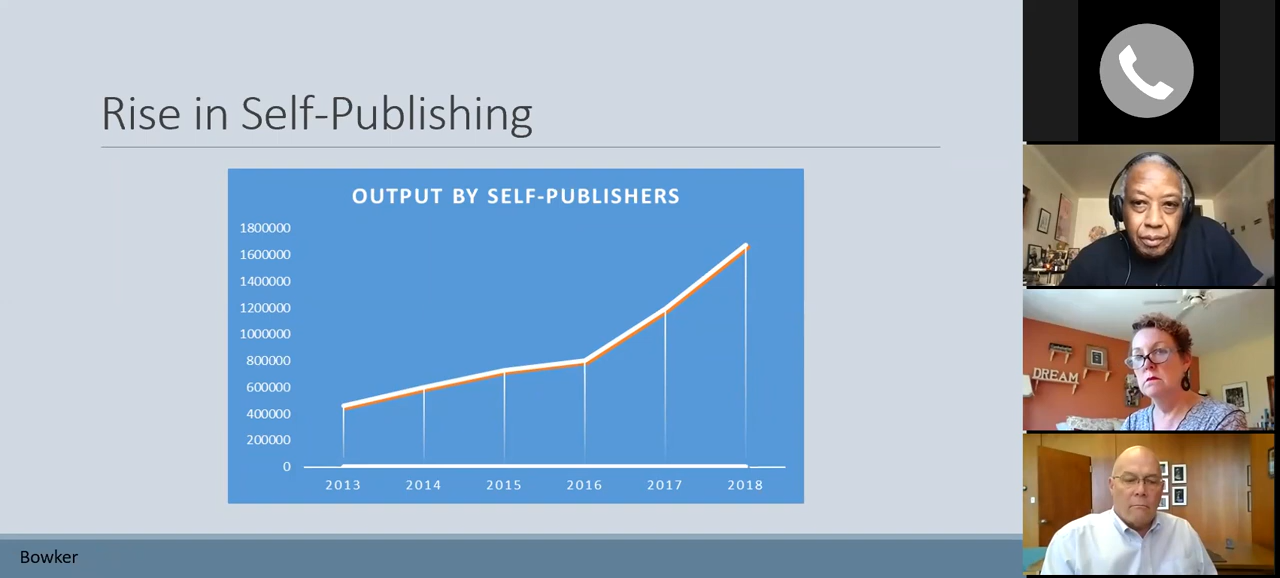 Rise in Self-Publishing
OUTPUT BY SELF-PUBLISHERS
1800000
1600000
1400000
1200000
1000000
800000
600000
400000
200000
0
2013 2014 2015 2016 2017 2018
Bowker
DREAM